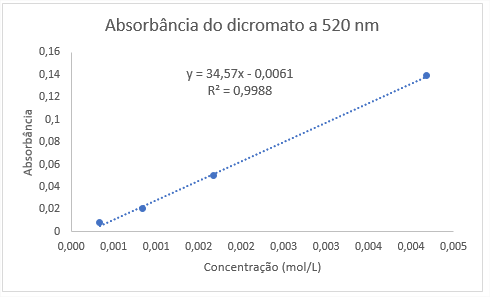 Absorbância do dicromato a 520 nm
y = 34,57x - 0,0061
R² = 0,9988
0,16
0,14
0,12
0,1
0,08
0,06
0,04
0,02
0
Absorbância
0,000 0,001 0,001 0,002 0,002 0,003 0,003 0,004 0,004 0,005
Concentração (mol/L)